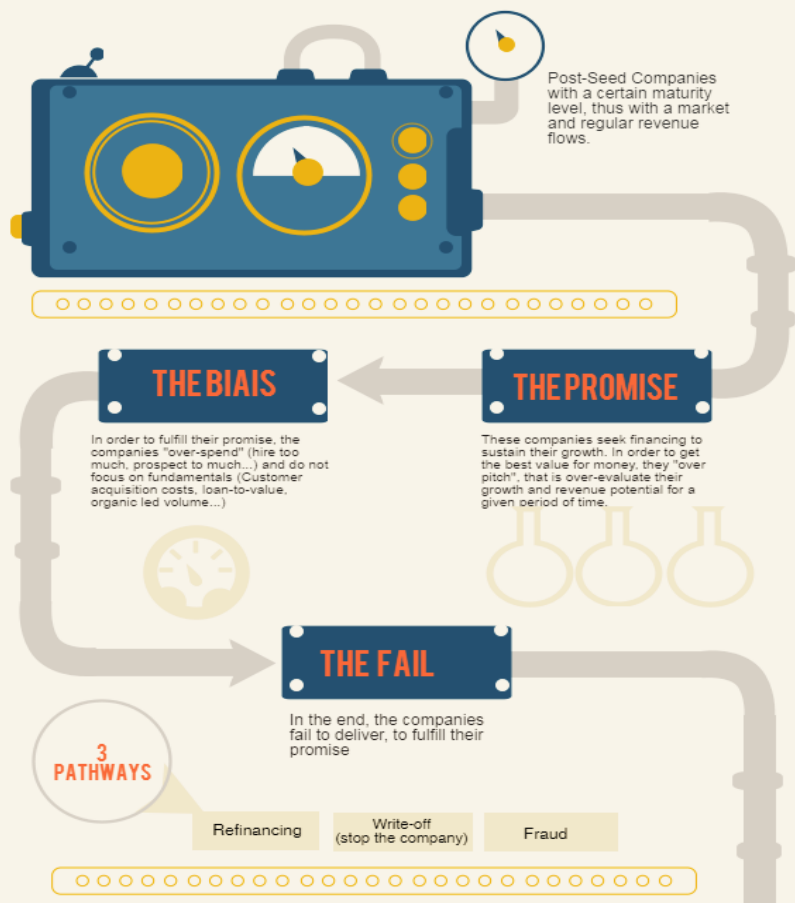 Post-Seed Companies
with a certain maturity
level, thus with a market
and regular revenue
flows.
THE PROMISE
These companies seek financing to
sustain their growth. In order to get
the best value for money, they "over
pitch", that is over-evaluate their
growth and revenue potential for a
given period of time.
THE BIAIS
In order to fulfill their promise, the
companies "over-spend" (hire too
much, prospect to much...) and do not
focus on fundamentals (Customer
acquisition costs, loan-to-value,
organic led volume...)
THE FAIL
In the end, the companies
fail to deliver, to fulfill their
promise
3
PATHWAYS
Refinancing
Write-off
(stop the company)
Fraud